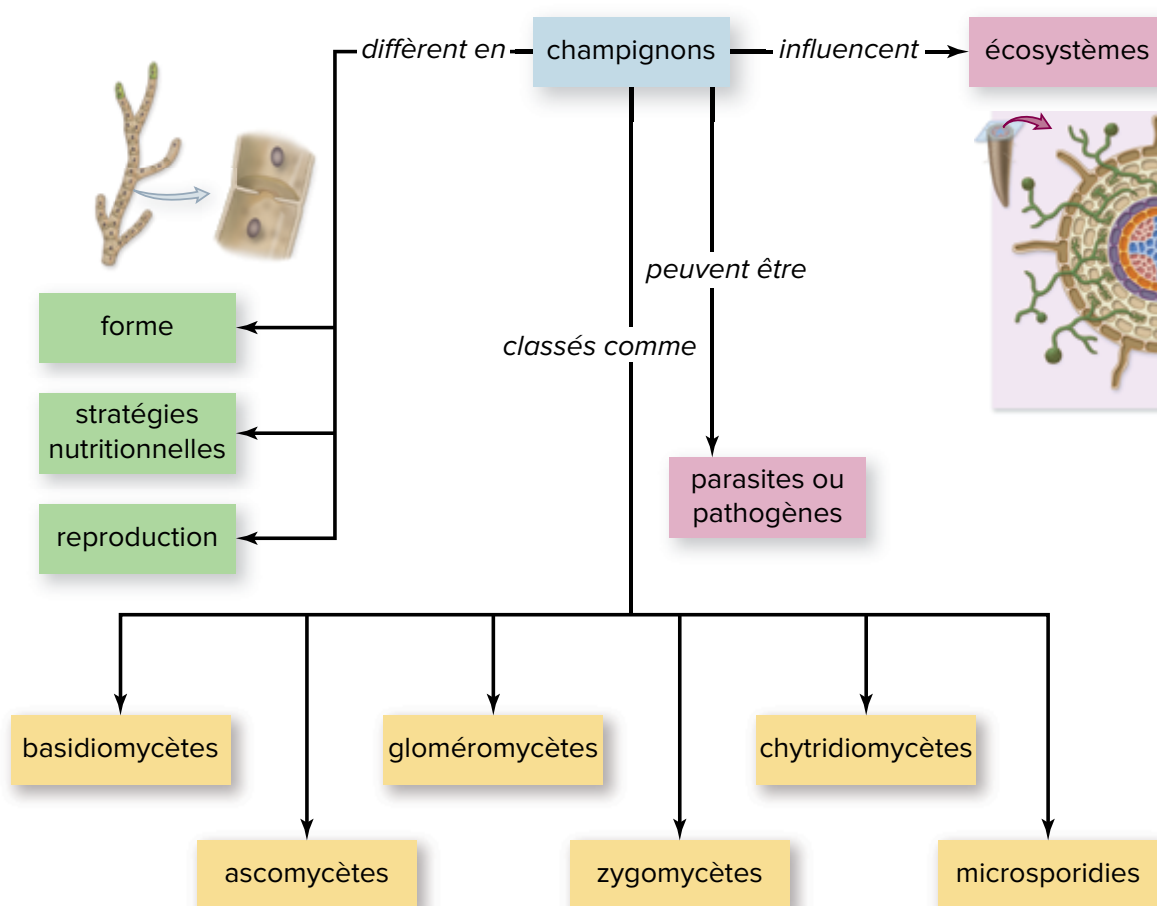 diffèrent en
champignons
influencent
écosystèmes
peuvent être
forme
classés comme
stratégies
nutritionnelles
parasites ou
pathogènes
reproduction
basidiomycètes
gloméromycètes
chytridiomycètes
ascomycètes
zygomycètes
microsporidies